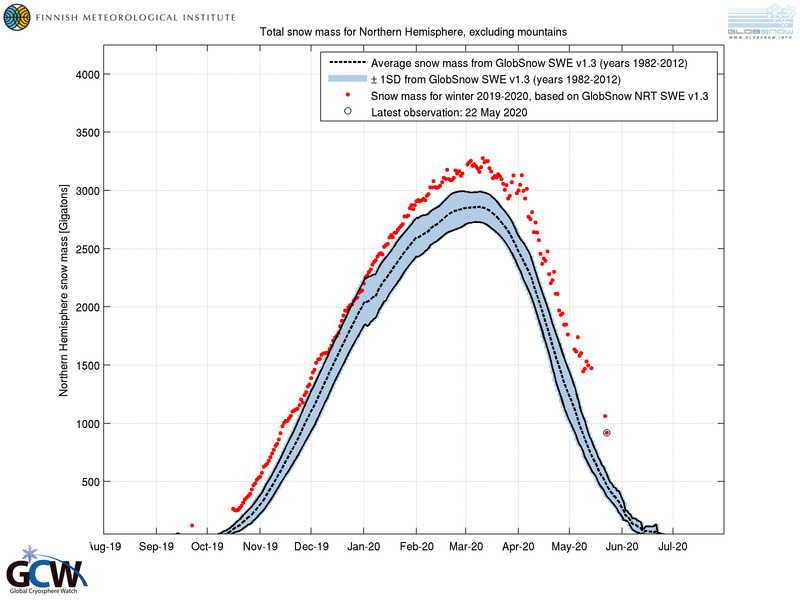 FINNISH METEOROLOGICAL INSTITUTE
GLOBSNOW
WWW.GLOBSNOW.INFO
Total snow mass for Northern Hemisphere, excluding mountains
Average snow mass from GlobSnow SWE v1.3 (years 1982-2012)
± 1SD from GlobSnow SWE v1.3 (years 1982-2012)
Snow mass for winter 2019-2020, based on GlobSnow NRT SWE v1.3
Latest observation: 22 May 2020
Northern Hemisphere snow mass [Gigatons]
4000
3500
3000
2500
2000
1500
1000
500
Aug-19 Sep-19 Oct-19 Nov-19 Dec-19 Jan-20 Feb-20 Mar-20 Apr-20 May-20 Jun-20 Jul-20
GCW
Global Cryosphere Watch